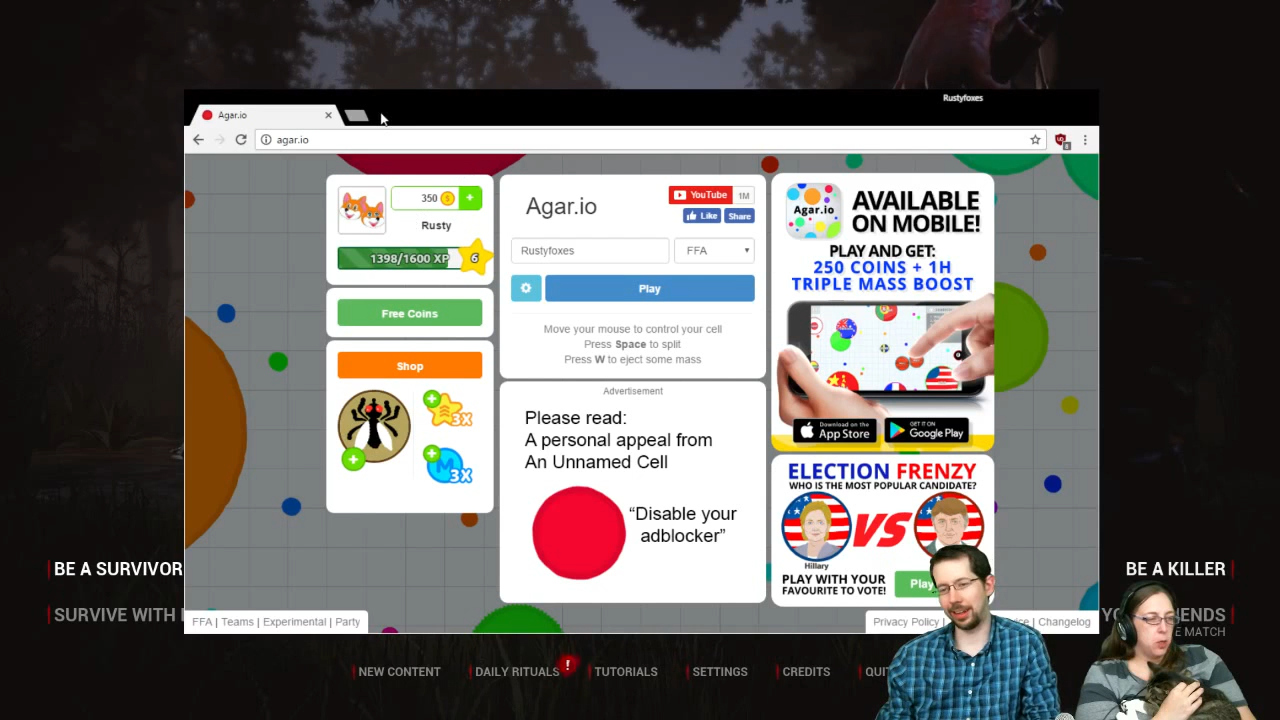 Rustyfoxes
Agar.io
agar.io
8
350
Rusty
1398/1600 XP
6
Free Coins
Shop
3X
3X
Agar.io
YouTube 1M
Like Share
Rustyfoxes
FFA
Play
Move your mouse to control your cell
Press Space to split
Press W to eject some mass
Advertisement
Please read:
A personal appeal from
An Unnamed Cell
“Disable your
adblocker”
Agar.io
AVAILABLE
ON MOBILE!
PLAY AND GET:
250 COINS + 1H
TRIPLE MASS BOOST
Download on the
App Store
GET IT ON
Google Play
ELECTION FRENZY
WHO IS THE MOST POPULAR CANDIDATE?
VS
Hillary
PLAY WITH YOUR
FAVOURITE TO VOTE!
Play
FFA | Teams | Experimental | Party
Privacy Policy | Changelog
BE A SURVIVOR
SURVIVE WITH
BE A KILLER
NEW CONTENT
DAILY RITUALS !
TUTORIALS
SETTINGS
CREDITS